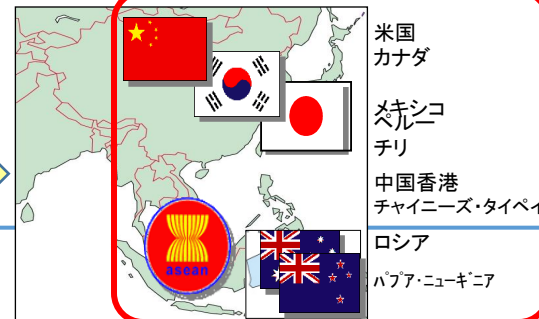 米国
カナダ
メキシコ
ペルー
チリ
中国香港
チャイニーズ・タイペイ
ロシア
パプア・ニューギニア
asean